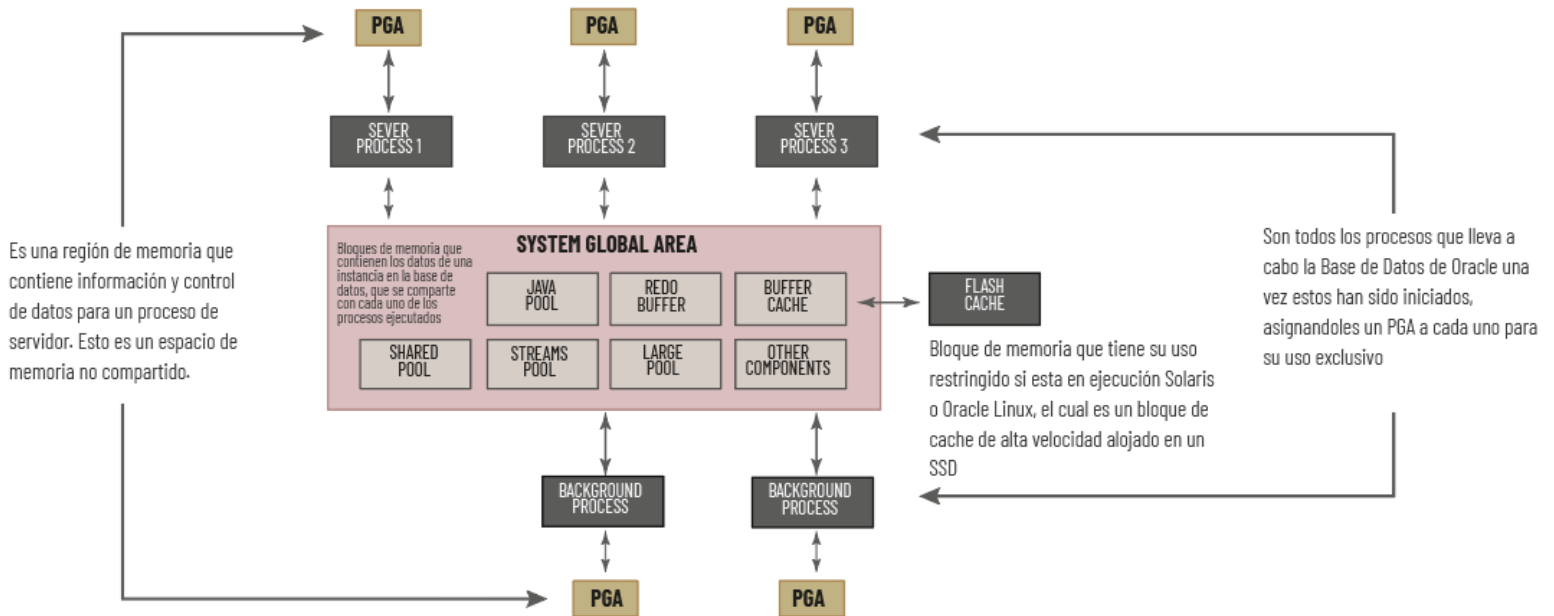 PGA
PGA
PGA
SEVER
PROCESS 1
SEVER
PROCESS 2
SEVER
PROCESS 3
Es una región de memoria que
contiene información y control
de datos para un proceso de
servidor. Esto es un espacio de
memoria no compartido.
Bloques de memoria que
contienen los datos de una
instancia en la base de
datos, que se comparte
con cada uno de los
procesos ejecutados
SYSTEM GLOBAL AREA
JAVA
POOL
REDO
BUFFER
BUFFER
CACHE
SHARED
POOL
STREAMS
POOL
LARGE
POOL
OTHER
COMPONENTS
FLASH
CACHE
Bloque de memoria que tiene su uso
restringido si esta en ejecución Solaris
o Oracle Linux, el cual es un bloque de
cache de alta velocidad alojado en un
SSD
Son todos los procesos que lleva a
cabo la Base de Datos de Oracle una
vez estos han sido iniciados,
asignandoles un PGA a cada uno para
su uso exclusivo
BACKGROUND
PROCESS
BACKGROUND
PROCESS
PGA
PGA